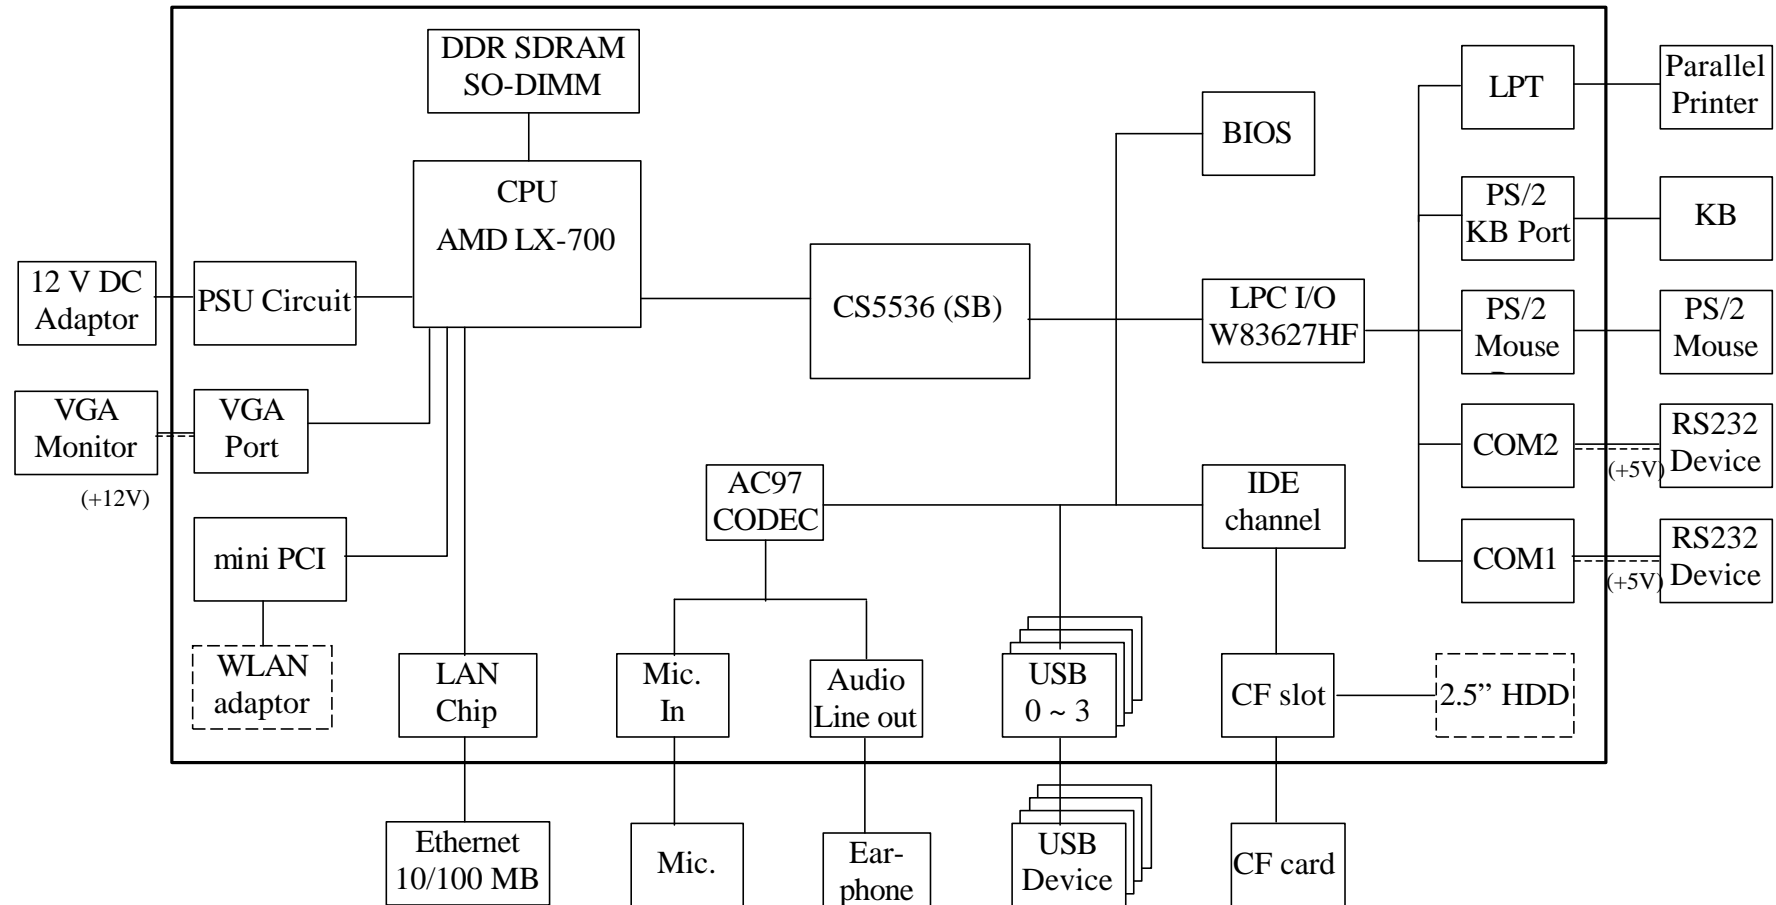 DDR SDRAM
SO-DIMM
CPU
AMD LX-700
12 V DC
Adaptor
PSU Circuit
CS5536 (SB)
BIOS
LPC I/O
W83627HF
LPT
Parallel
Printer
PS/2
KB Port
KB
PS/2
Mouse
PS/2
Mouse
VGA
Monitor
(+12V)
VGA
Port
COM2
(+5V)
RS232
Device
COM1
(+5V)
RS232
Device
mini PCI
AC97
CODEC
IDE
channel
WLAN
adaptor
LAN
Chip
Mic.
In
Audio
Line out
USB
0 ~ 3
CF slot
2.5” HDD
Ethernet
10/100 MB
Mic.
Ear-
phone
USB
Device
CF card